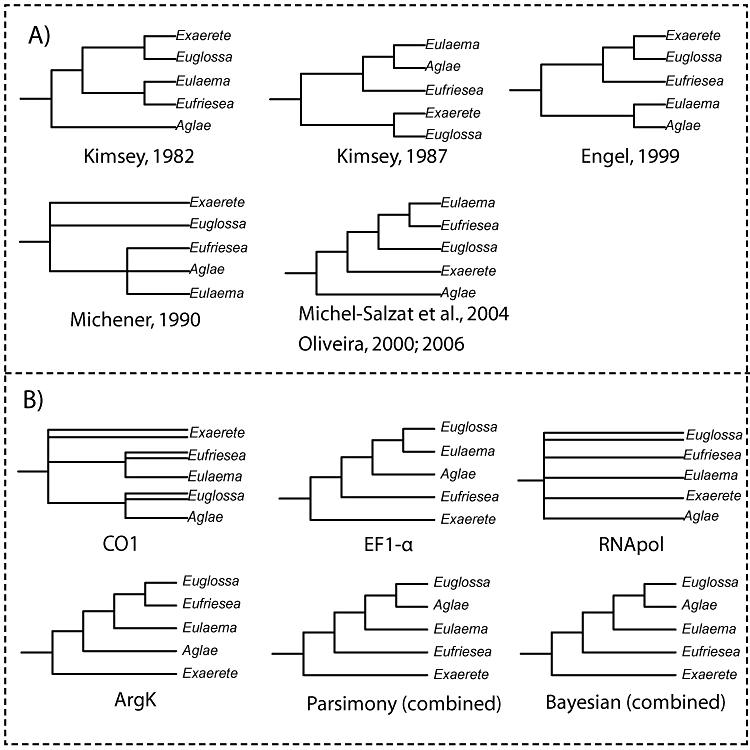 A)
Exaerete
Euglossa
Eulaema
Eufriesea
Aglae
Kimsey, 1982
Eulaema
Aglae
Eufriesea
Exaerete
Euglossa
Kimsey, 1987
Exaerete
Euglossa
Eufriesea
Eulaema
Aglae
Engel, 1999
Exaerete
Euglossa
Eufriesea
Aglae
Eulaema
Michener, 1990
Eulaema
Eufriesea
Euglossa
Exaerete
Aglae
Michel-Salzat et al., 2004
Oliveira, 2000; 2006
B)
Exaerete
Eufriesea
Eulaema
Euglossa
Aglae
CO1
Euglossa
Eulaema
Aglae
Eufriesea
Exaerete
EF1-α
Euglossa
Eufriesea
Eulaema
Exaerete
Aglae
RNApol
Euglossa
Eufriesea
Eulaema
Aglae
Exaerete
ArgK
Euglossa
Aglae
Eulaema
Eufriesea
Exaerete
Parsimony (combined)
Euglossa
Aglae
Eulaema
Eufriesea
Exaerete
Bayesian (combined)